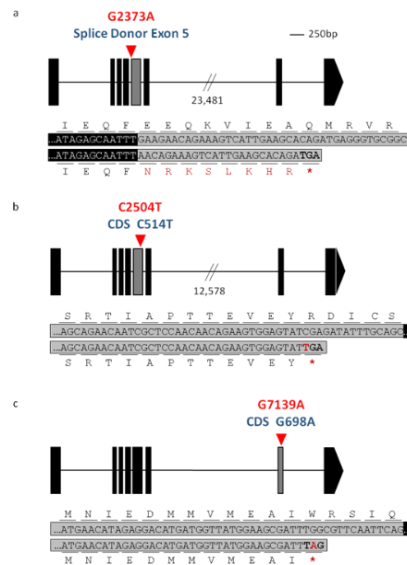 a
G2373A
Splice Donor Exon 5
250bp
23,481
I E Q F E E Q K V I E A Q M R V R
...ATAGAGCAATTTGAAGAACAGAAAGTCATTGAAGCACAGATGAGGGTGCGGC
...ATAGAGCAATTTAACAGAAAGTCATTGAAGCACAGATGA
I E Q F N R K S L K H R *
b
C2504T
CDS C514T
12,578
S R T I A P T T E V E Y R D I C S
...AGCAGAACAATCGCTCCAACAACAGAAGTGGAGTATCGAGATATTTGCAGC
...AGCAGAACAATCGCTCCAACAACAGAAGTGGAGTATTGA
S R T I A P T T E V E Y *
c
G7139A
CDS G698A
M N I E D M M V M E A I W R S I Q
...ATGAACATAGAGGACATGATGGTTATGGAAGCGATTTGGCGTTCAATTCAG
...ATGAACATAGAGGACATGATGGTTATGGAAGCGATTTAG
M N I E D M M V M E A I *